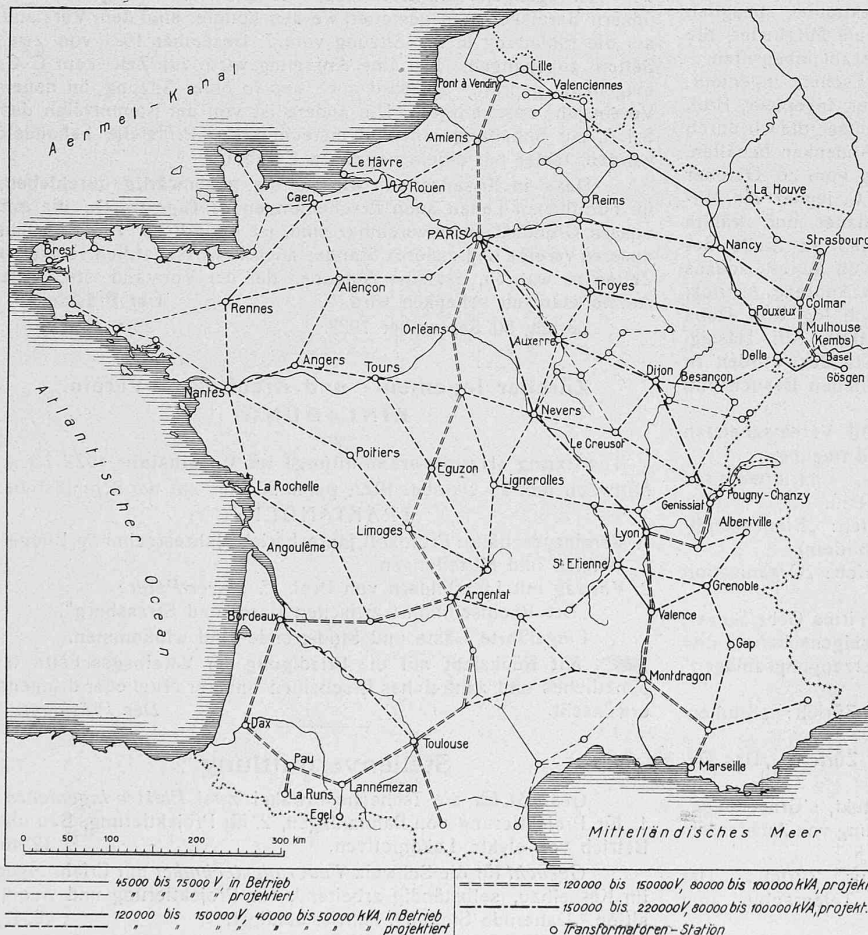 Aermel-Kanal
Lille
Pont à Vendin
Valenciennes
Amiens
Le Hâvre
Rouen
La Houve
Caen
Reims
PARIS
Nancy
Strasbourg
Brest
Alençon
Troyes
Colmar
Rennes
Pouxeux
Mulhouse
(Kembs)
Orléans
Auxerre
Delle
Basel
Angers
Tours
Dijon
Besançon
Gösgen
Nantes
Nevers
Le Creusot
Atlantischer Ocean
Poitiers
Eguzon
Lignerolles
La Rochelle
Pougny-Chanzy
Genissiat
Limoges
Lyon
Albertville
Angoulême
St Etienne
Grenoble
Argentat
Bordeaux
Valence
Gap
Montdragon
Dax
Toulouse
Pau
Marseille
La Runs
Lannemezan
Egel
Mittelländisches Meer
50 0 100 200 300 km
45000 bis 75000 V, in Betrieb
" " " projektiert
120000 bis 150000 V, 40000 bis 50000 kVA, in Betrieb
" " " " " " projektiert
120000 bis 150000 V, 80000 bis 100000 kVA, projekt.
150000 bis 220000 V, 80000 bis 100000 kVA, projekt.
Transformatoren-Station